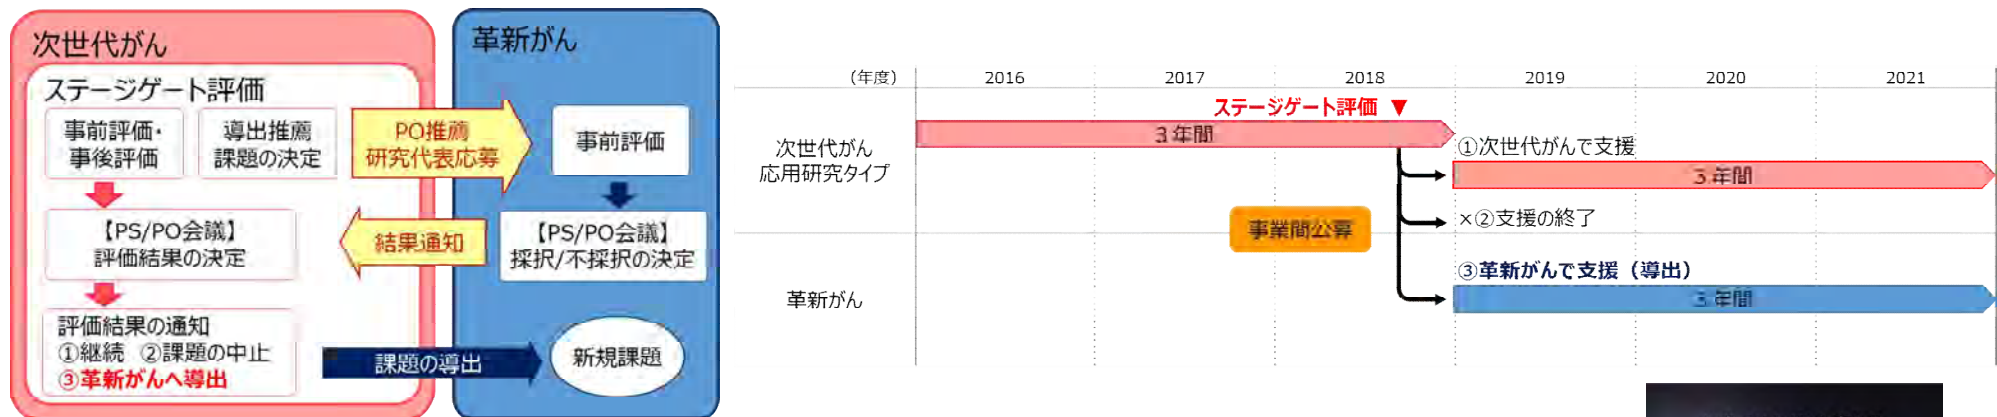 次世代がん
ステージゲート評価
事前評価・
事後評価
導出推薦
課題の決定
PO推薦
研究代表応募
【PS/PO会議】
評価結果の決定
結果通知
評価結果の通知
①継続 ②課題の中止
③革新がんへ導出
課題の導出
革新がん
事前評価
【PS/PO会議】
採択/不採択の決定
新規課題
(年度) 2016 2017 2018 2019 2020 2021
ステージゲート評価 ▼
次世代がん
応用研究タイプ
3年間
①次世代がんで支援
3年間
×②支援の終了
事業間公募
③革新がんで支援（導出）
革新がん
3年間